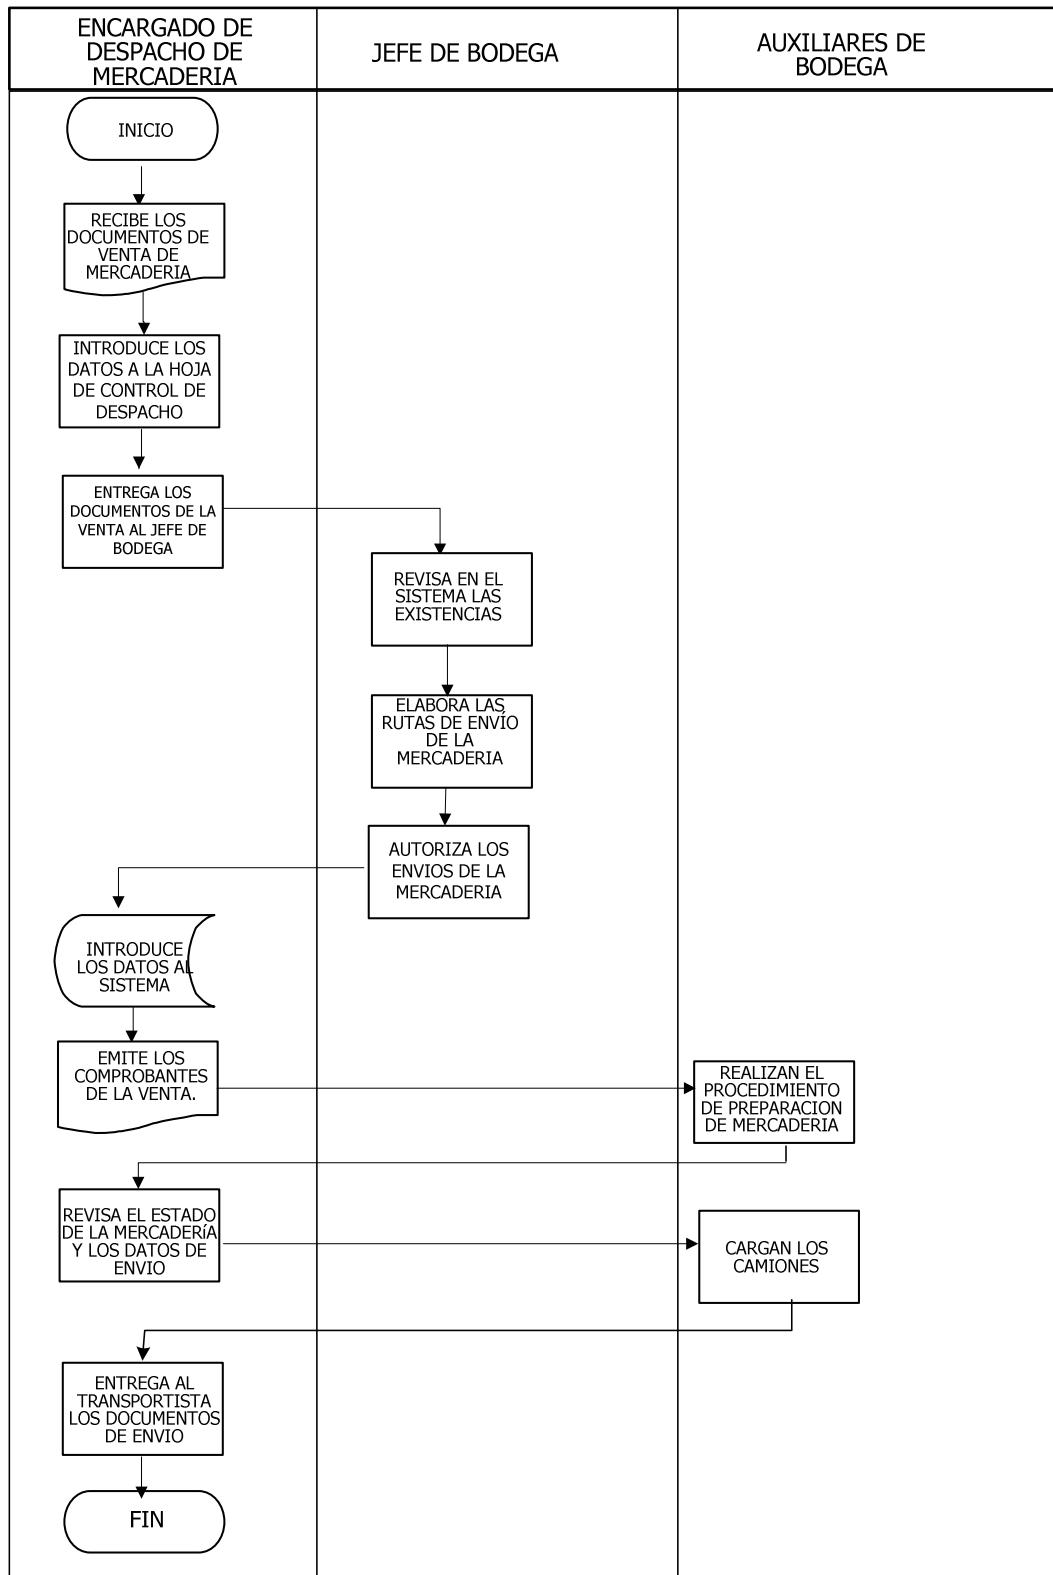 ENCARGADO DE
DESPACHO DE
MERCADERIA
JEFE DE BODEGA
AUXILIARES DE
BODEGA
INICIO
RECIBE LOS
DOCUMENTOS DE
VENTA DE
MERCADERIA
INTRODUCE LOS
DATOS A LA HOJA
DE CONTROL DE
DESPACHO
ENTREGA LOS
DOCUMENTOS DE LA
VENTA AL JEFE DE
BODEGA
REVISA EN EL
SISTEMA LAS
EXISTENCIAS
ELABORA LAS
RUTAS DE ENVÍO
DE LA
MERCADERIA
AUTORIZA LOS
ENVIOS DE LA
MERCADERIA
INTRODUCE
LOS DATOS AL
SISTEMA
EMITE LOS
COMPROBANTES
DE LA VENTA.
REALIZAN EL
PROCEDIMIENTO
DE PREPARACION
DE MERCADERIA
REVISA EL ESTADO
DE LA MERCADERíA
Y LOS DATOS DE
ENVIO
CARGAN LOS
CAMIONES
ENTREGA AL
TRANSPORTISTA
LOS DOCUMENTOS
DE ENVIO
FIN